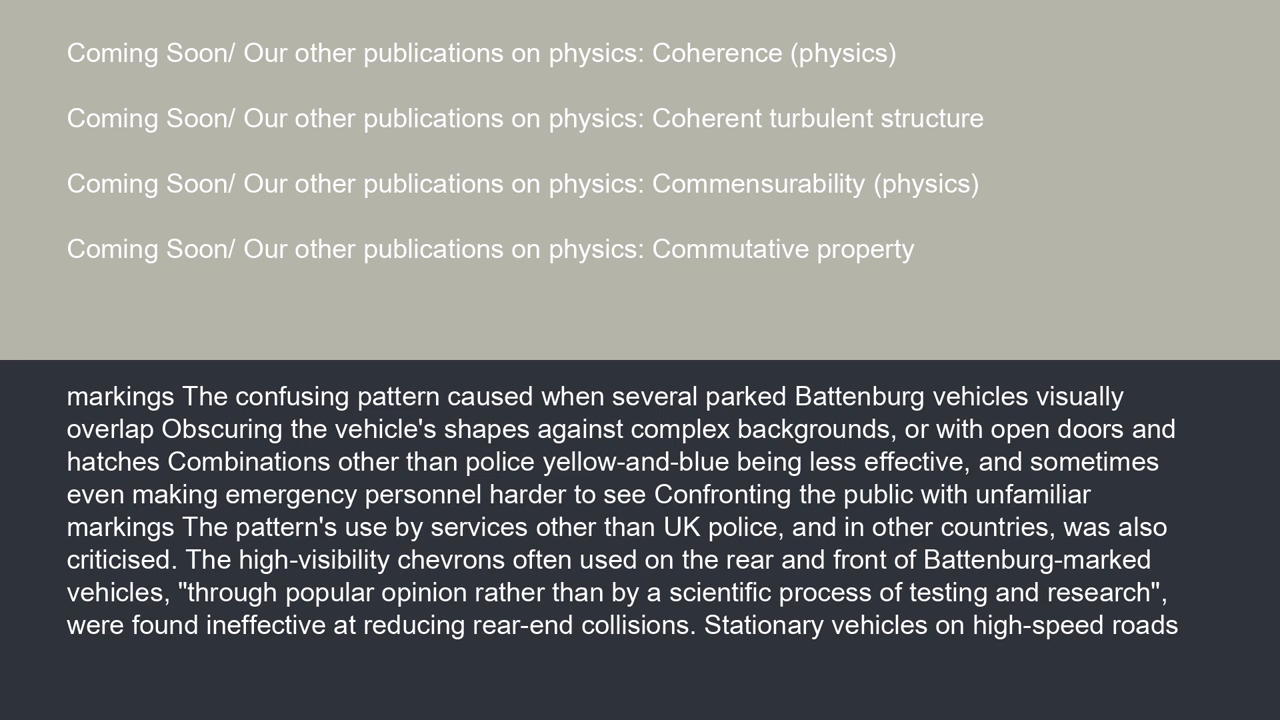 Coming Soon/ Our other publications on physics: Coherence (physics)
Coming Soon/ Our other publications on physics: Coherent turbulent structure
Coming Soon/ Our other publications on physics: Commensurability (physics)
Coming Soon/ Our other publications on physics: Commutative property
markings The confusing pattern caused when several parked Battenburg vehicles visually
overlap Obscuring the vehicle's shapes against complex backgrounds, or with open doors and
hatches Combinations other than police yellow-and-blue being less effective, and sometimes
even making emergency personnel harder to see Confronting the public with unfamiliar
markings The pattern's use by services other than UK police, and in other countries, was also
criticised. The high-visibility chevrons often used on the rear and front of Battenburg-marked
vehicles, "through popular opinion rather than by a scientific process of testing and research",
were found ineffective at reducing rear-end collisions. Stationary vehicles on high-speed roads